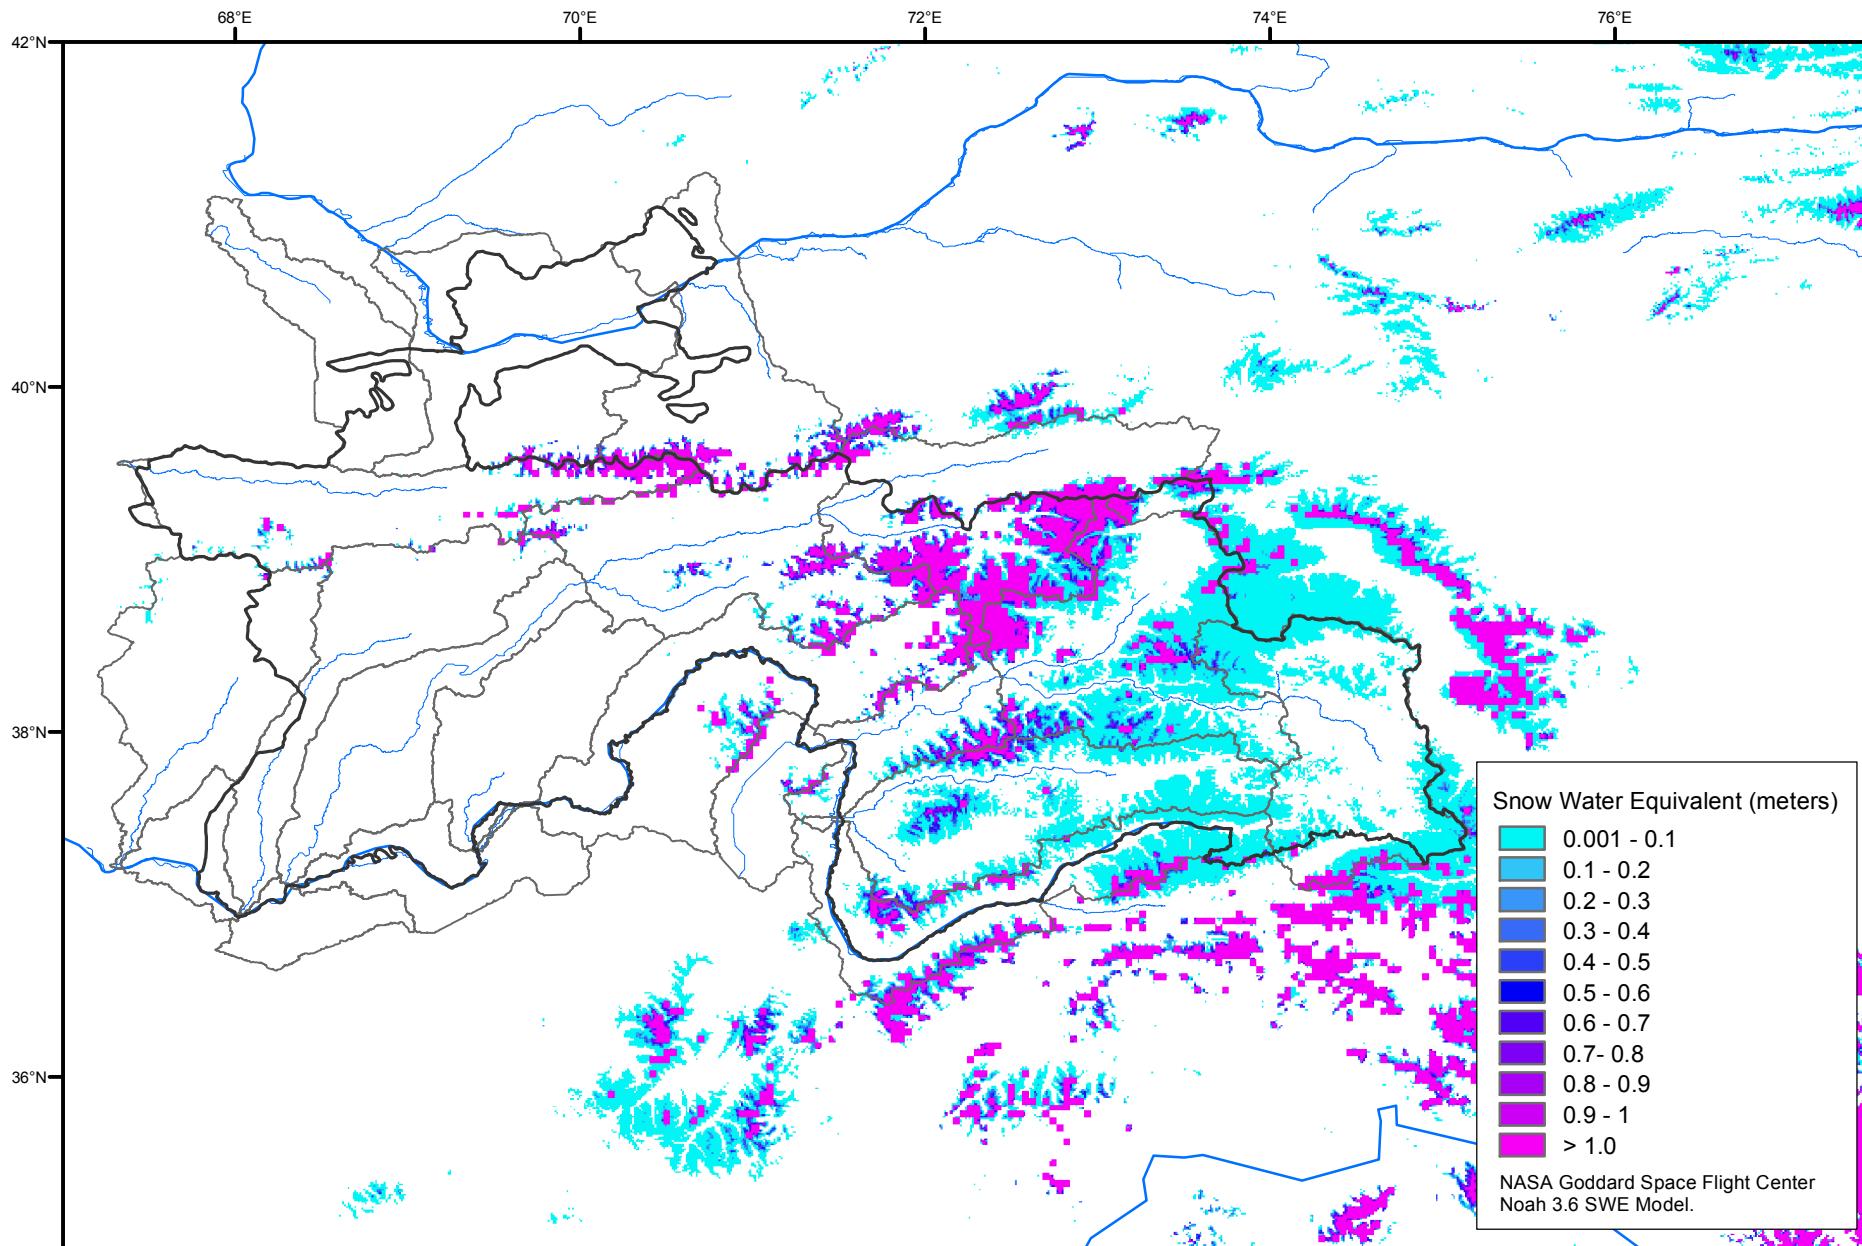 68°E
70°E
72°E
74°E
76°E
42°N
40°N
38°N
36°N
Snow Water Equivalent (meters)
0.001 - 0.1
0.1 - 0.2
0.2 - 0.3
0.3 - 0.4
0.4 - 0.5
0.5 - 0.6
0.6 - 0.7
0.7- 0.8
0.8 - 0.9
0.9 - 1
> 1.0
NASA Goddard Space Flight Center
Noah 3.6 SWE Model.